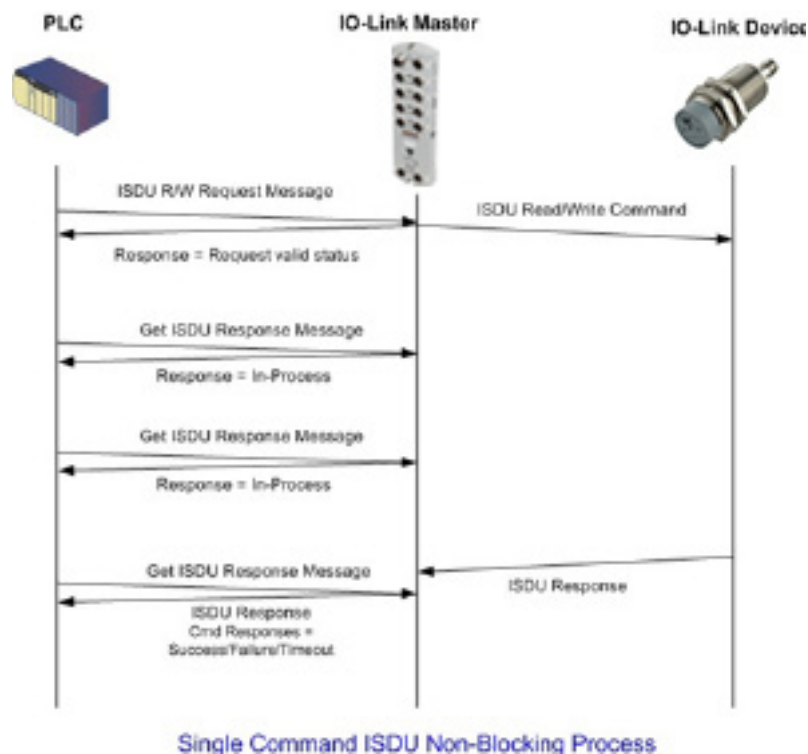 PLC
IO-Link Master
IO-Link Device
ISDU R/W Request Message
ISDU Read/Write Command
Response = Request valid status
Get ISDU Response Message
Response = In-Process
Get ISDU Response Message
Response = In-Process
Get ISDU Response Message
ISDU Response
ISDU Response
Cmd Responses =
Success/Failure/Timeout
Single Command ISDU Non-Blocking Process